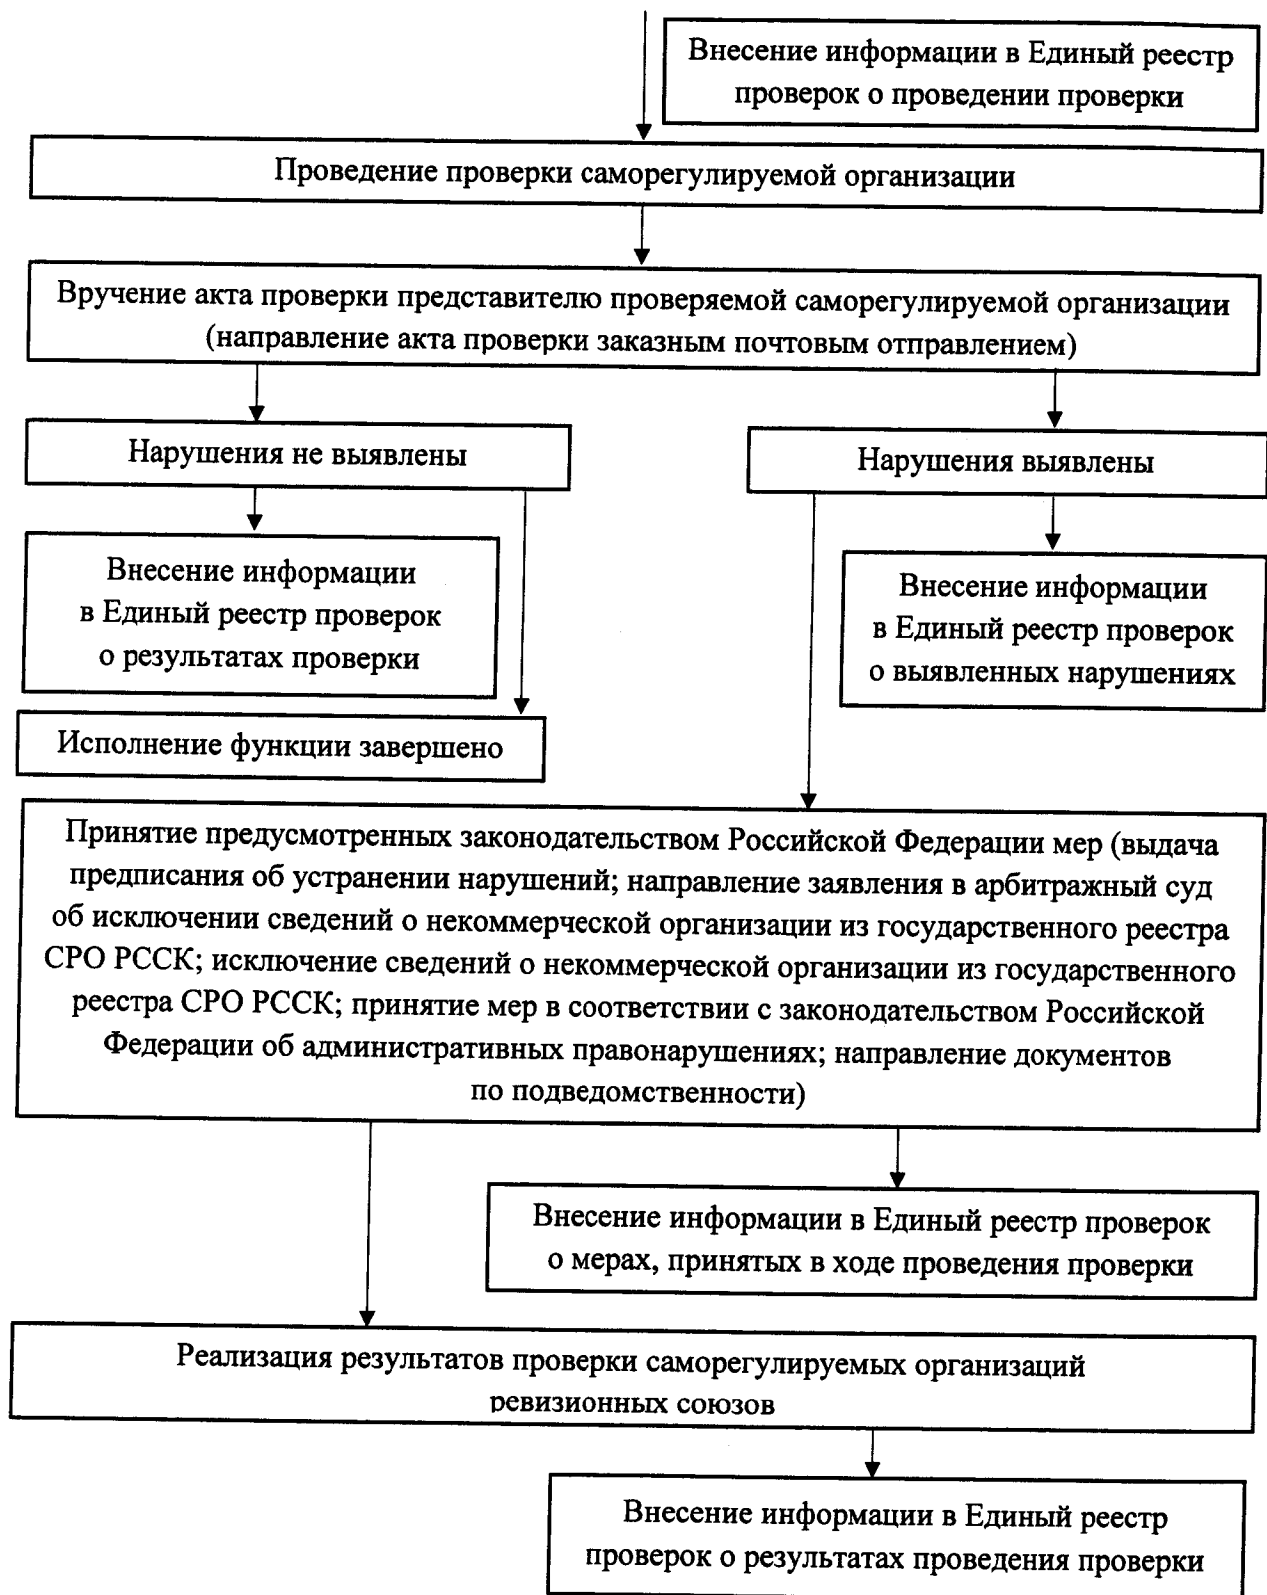 Внесение информации в Единый реестр
проверок о проведении проверки
Проведение проверки саморегулируемой организации
Вручение акта проверки представителю проверяемой саморегулируемой организации
(направление акта проверки заказным почтовым отправлением)
Нарушения не выявлены
Нарушения выявлены
Внесение информации
в Единый реестр проверок
о результатах проверки
Внесение информации
в Единый реестр проверок
о выявленных нарушениях
Исполнение функции завершено
Принятие предусмотренных законодательством Российской Федерации мер (выдача
предписания об устранении нарушений; направление заявления в арбитражный суд
об исключении сведений о некоммерческой организации из государственного реестра
СРО РССК; исключение сведений о некоммерческой организации из государственного
реестра СРО РССК; принятие мер в соответствии с законодательством Российской
Федерации об административных правонарушениях; направление документов
по подведомственности)
Внесение информации в Единый реестр проверок
о мерах, принятых в ходе проведения проверки
Реализация результатов проверки саморегулируемых организаций
ревизионных союзов
Внесение информации в Единый реестр
проверок о результатах проведения проверки